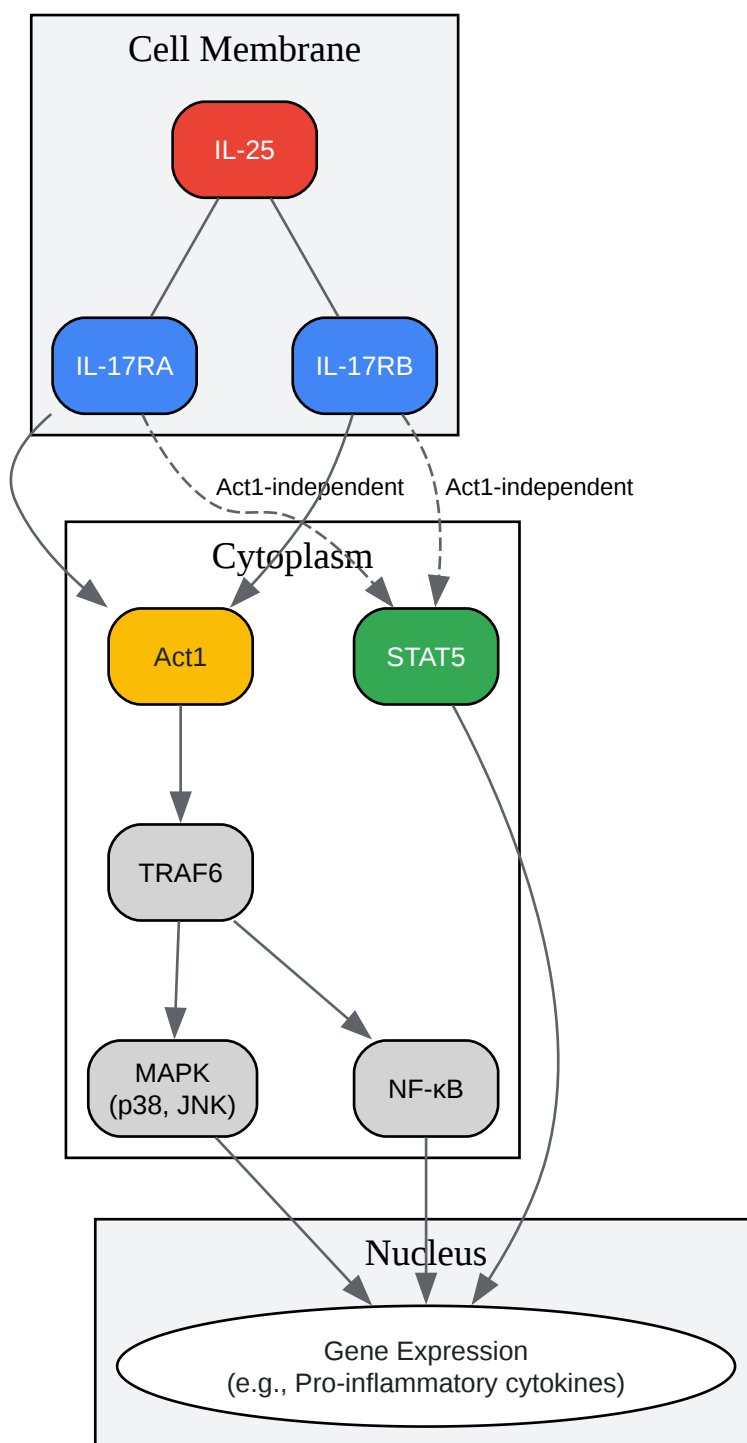 Cell Membrane
IL-25
IL-17RA
IL-17RB
Act1-independent
Act1-independent
Cytoplasm
Act1
STAT5
TRAF6
MAPK
(p38, JNK)
NF-κB
Nucleus
Gene Expression
(e.g., Pro-inflammatory cytokines)